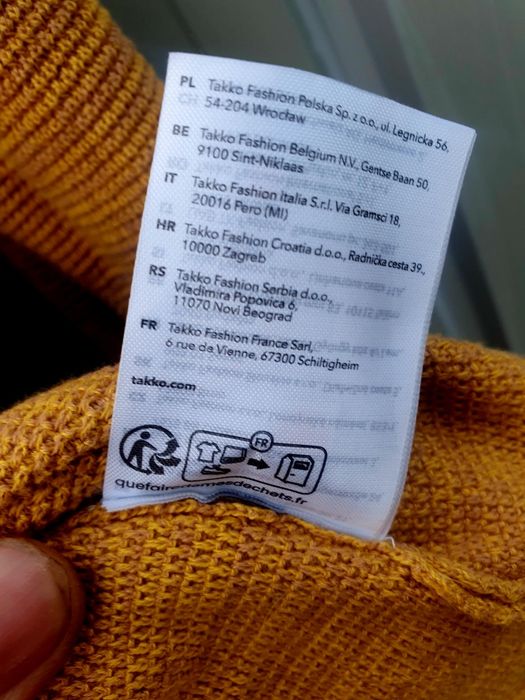 PL Takko Fashion Polska Sp. z o.o., ul. Legnicka 56,
54-204 Wrocław
BE Takko Fashion Belgium N.V., Gentse Baan 50,
9100 Sint-Niklaas
IT Takko Fashion Italia S.r.l. Via Gramsci 18,
20016 Pero (MI)
HR Takko Fashion Croatia d.o.o., Radnička cesta 39.,
10000 Zagreb
RS Takko Fashion Serbia d.o.o.,
Vladimira Popovica 6,
11070 Novi Beograd
FR Takko Fashion France Sarl,
6 rue de Vienne, 67300 Schiltigheim
takko.com
FR